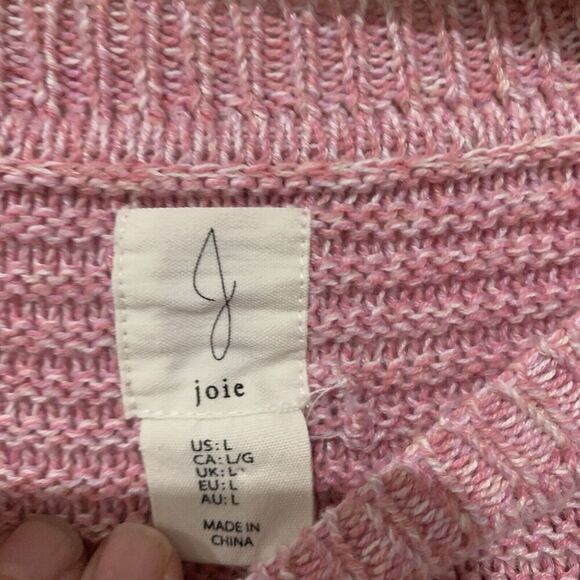 J
joie
US: L
CA: L/G
UK: L
EU: L
AU: L
MADE IN
CHINA